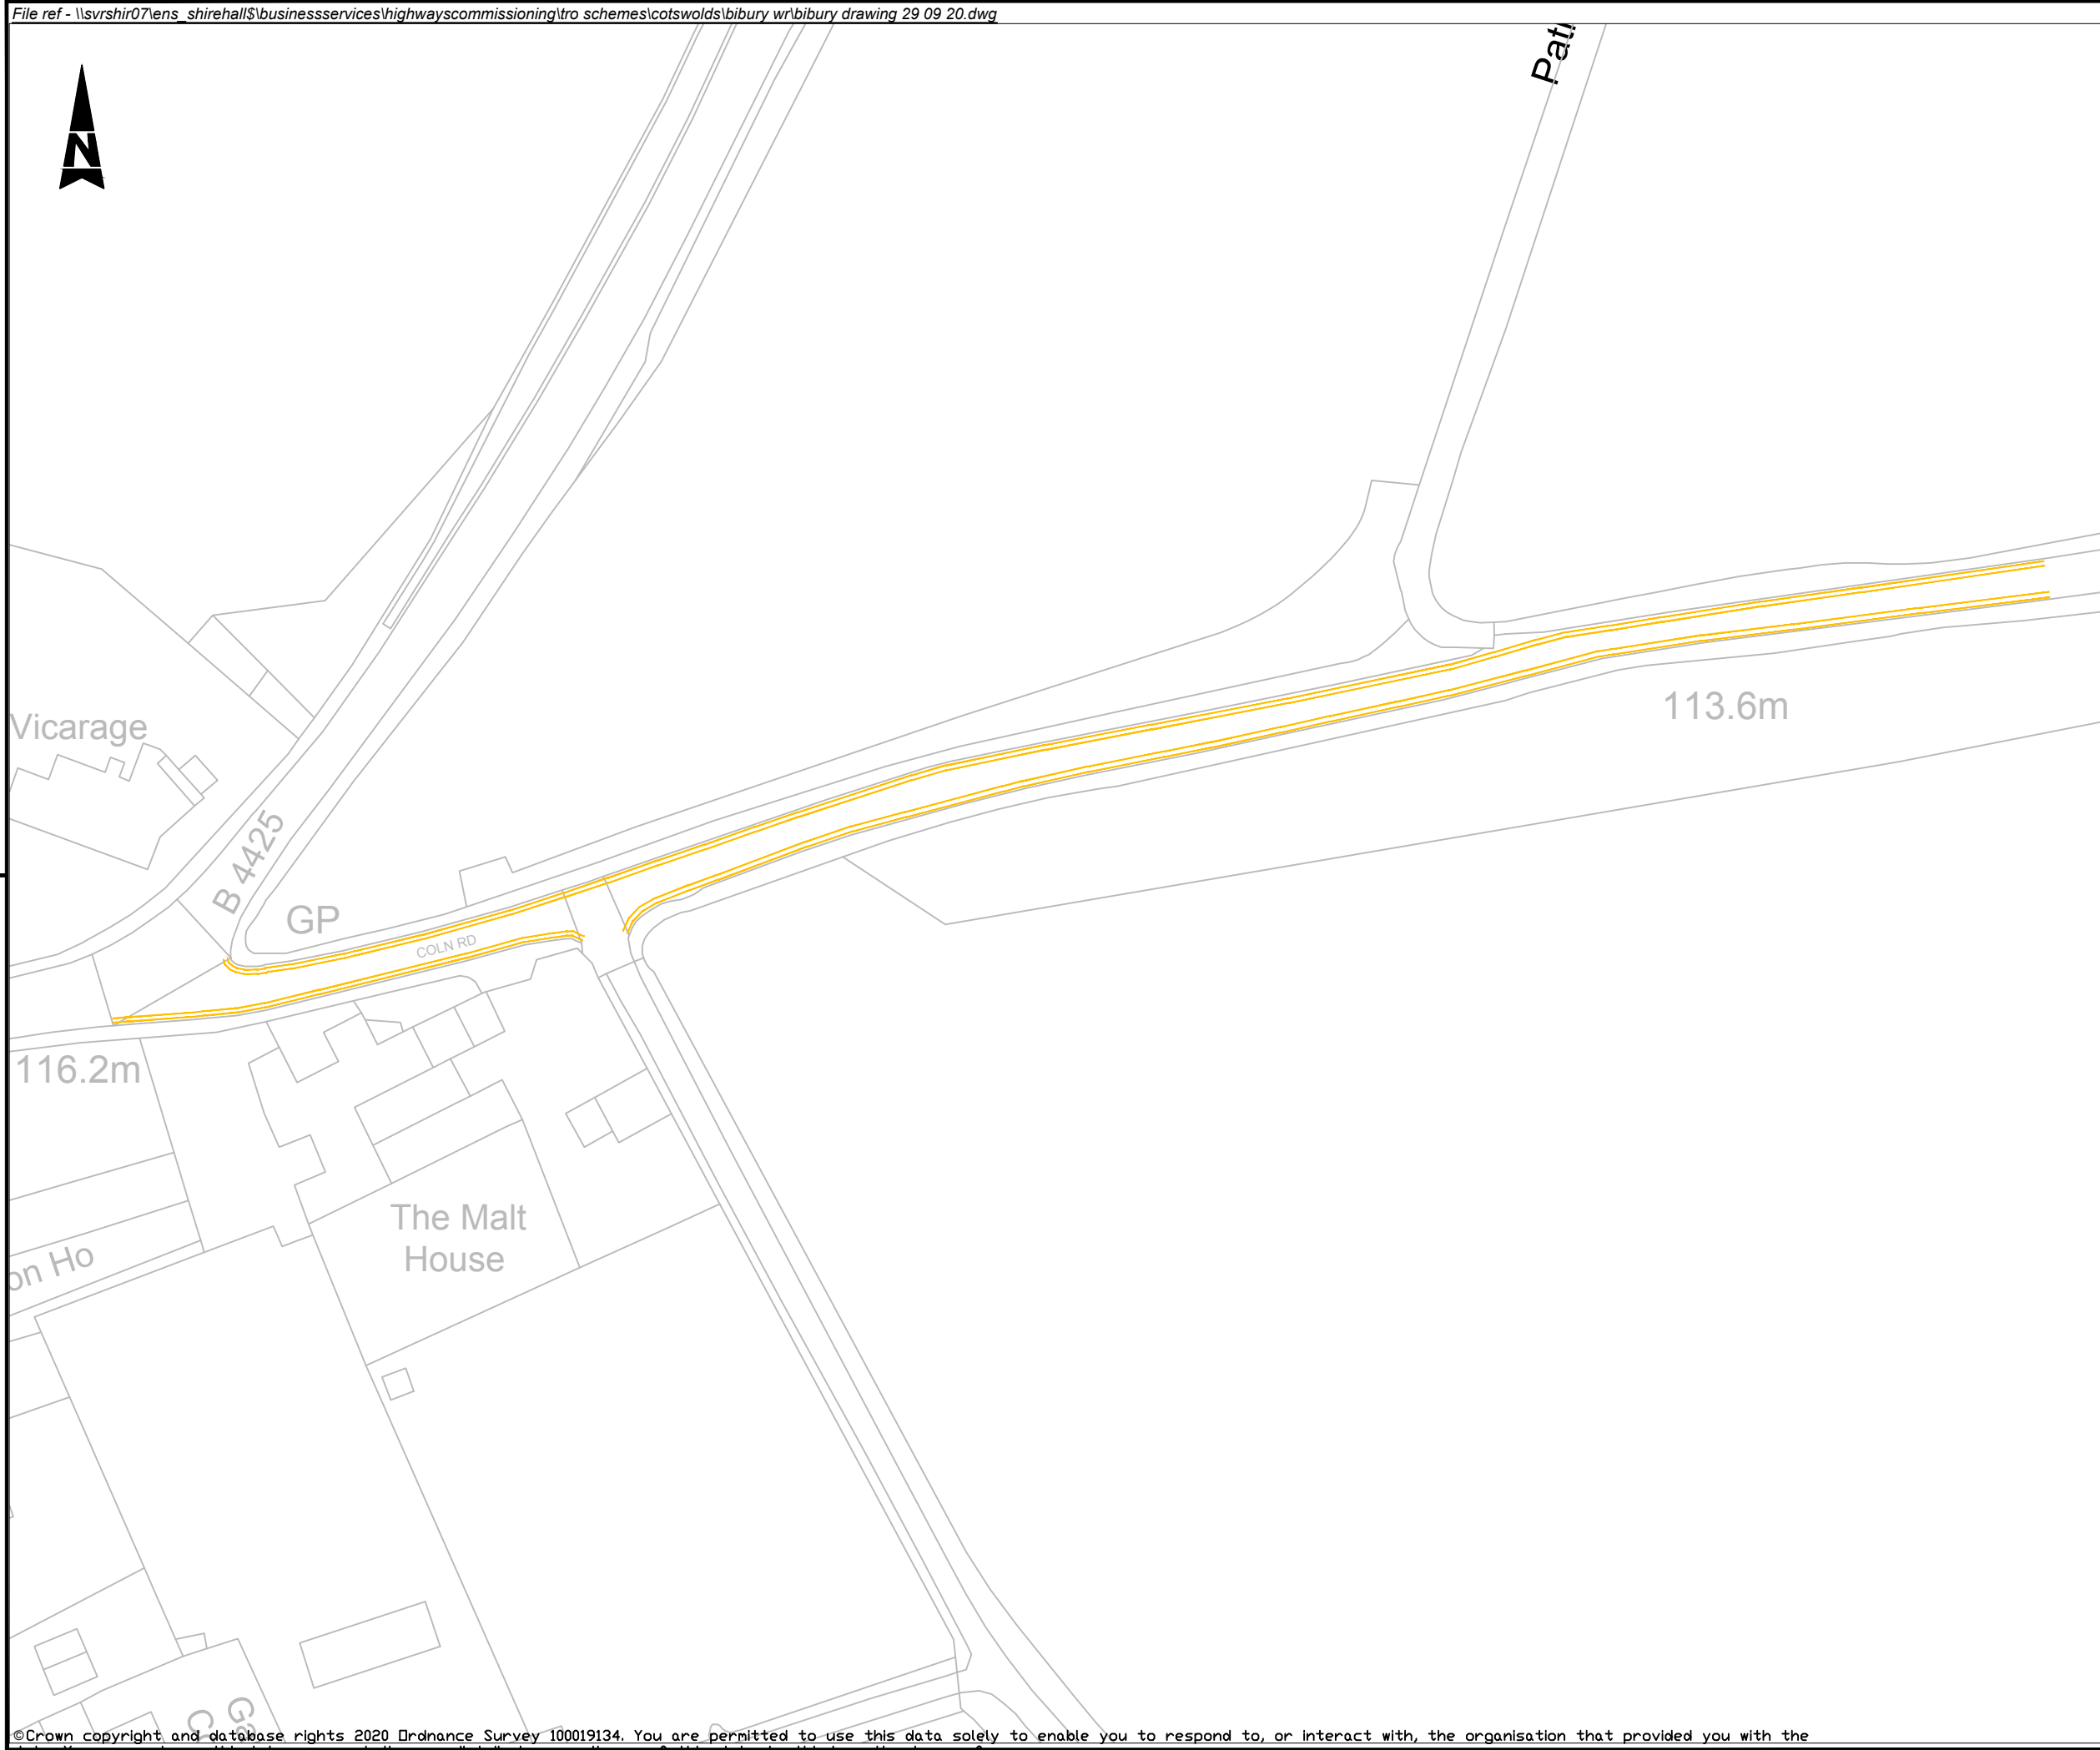 File ref - \\svrshir07\ens_shirehall$\businessservices\highwayscommissioning\tro schemes\cotswolds\bibury wr\bibury drawing 29 09 20.dwg
N
113.6m
Vicarage
B 4425
GP
COLN RD
116.2m
The Malt
House
on Ho
©Crown copyright and database rights 2020 Ordnance Survey 100019134. You are permitted to use this data solely to enable you to respond to, or interact with, the organisation that provided you with the